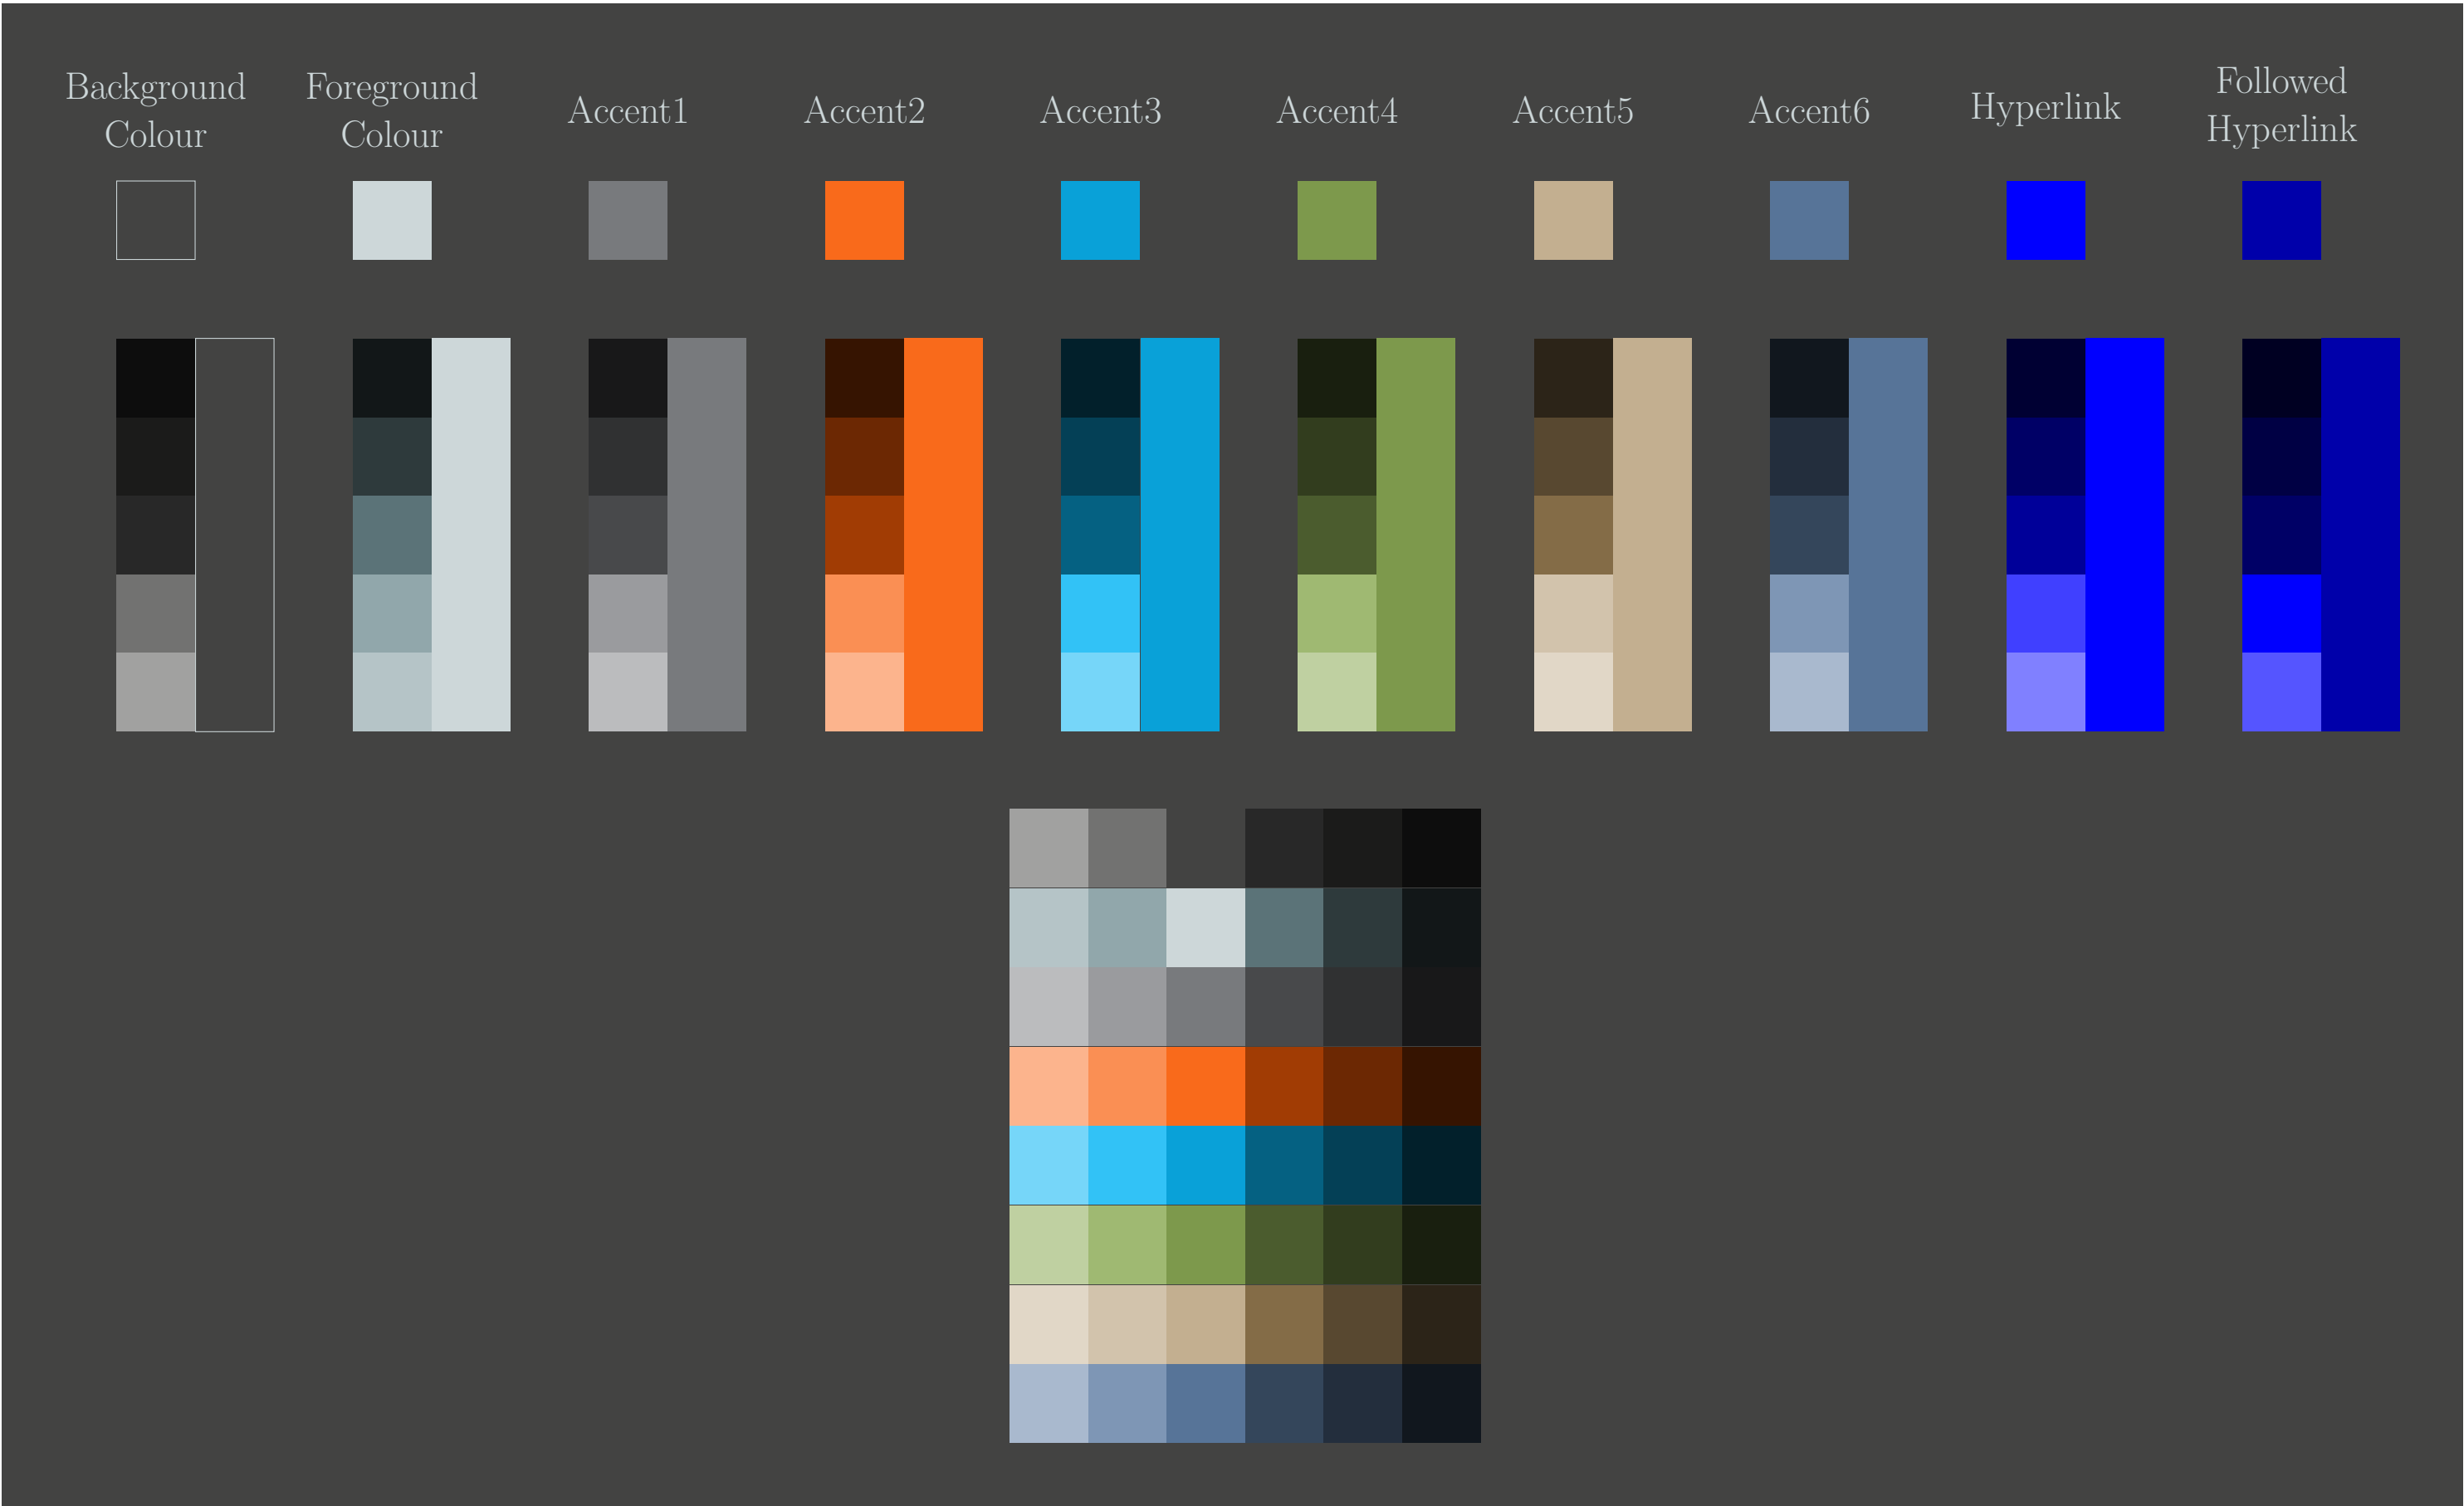 Background
Colour
Foreground
Colour
Accent1
Accent2
Accent3
Accent4
Accent5
Accent6
Hyperlink
Followed
Hyperlink